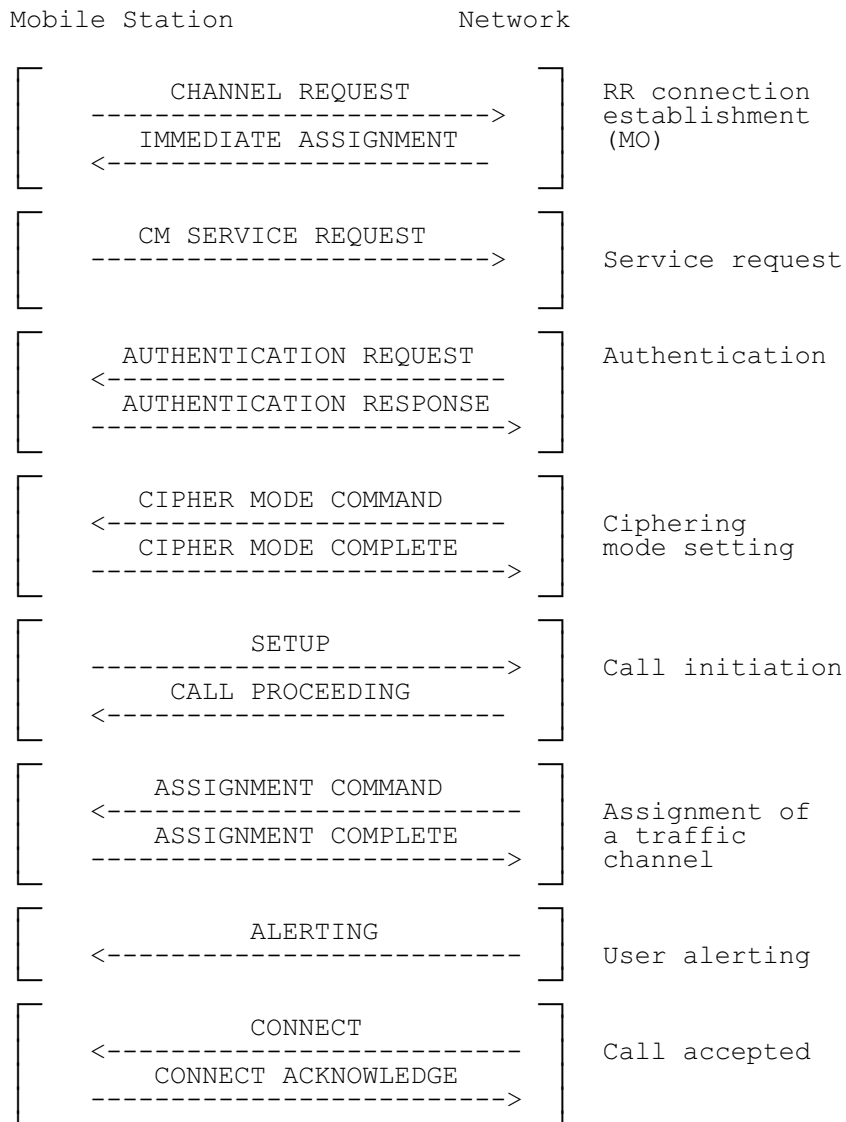 Mobile Station Network
CHANNEL REQUEST RR connection
-------------------------> establishment
IMMEDIATE ASSIGNMENT (MO)
<------------------------
CM SERVICE REQUEST
-------------------------> Service request
AUTHENTICATION REQUEST Authentication
<-------------------------
AUTHENTICATION RESPONSE
-------------------------->
CIPHER MODE COMMAND
<------------------------- Ciphering
CIPHER MODE COMPLETE mode setting
-------------------------->
SETUP
--------------------------> Call initiation
CALL PROCEEDING
<-------------------------
ASSIGNMENT COMMAND
<-------------------------- Assignment of
ASSIGNMENT COMPLETE a traffic
--------------------------> channel
ALERTING
<-------------------------- User alerting
CONNECT
<-------------------------- Call accepted
CONNECT ACKNOWLEDGE
-------------------------->